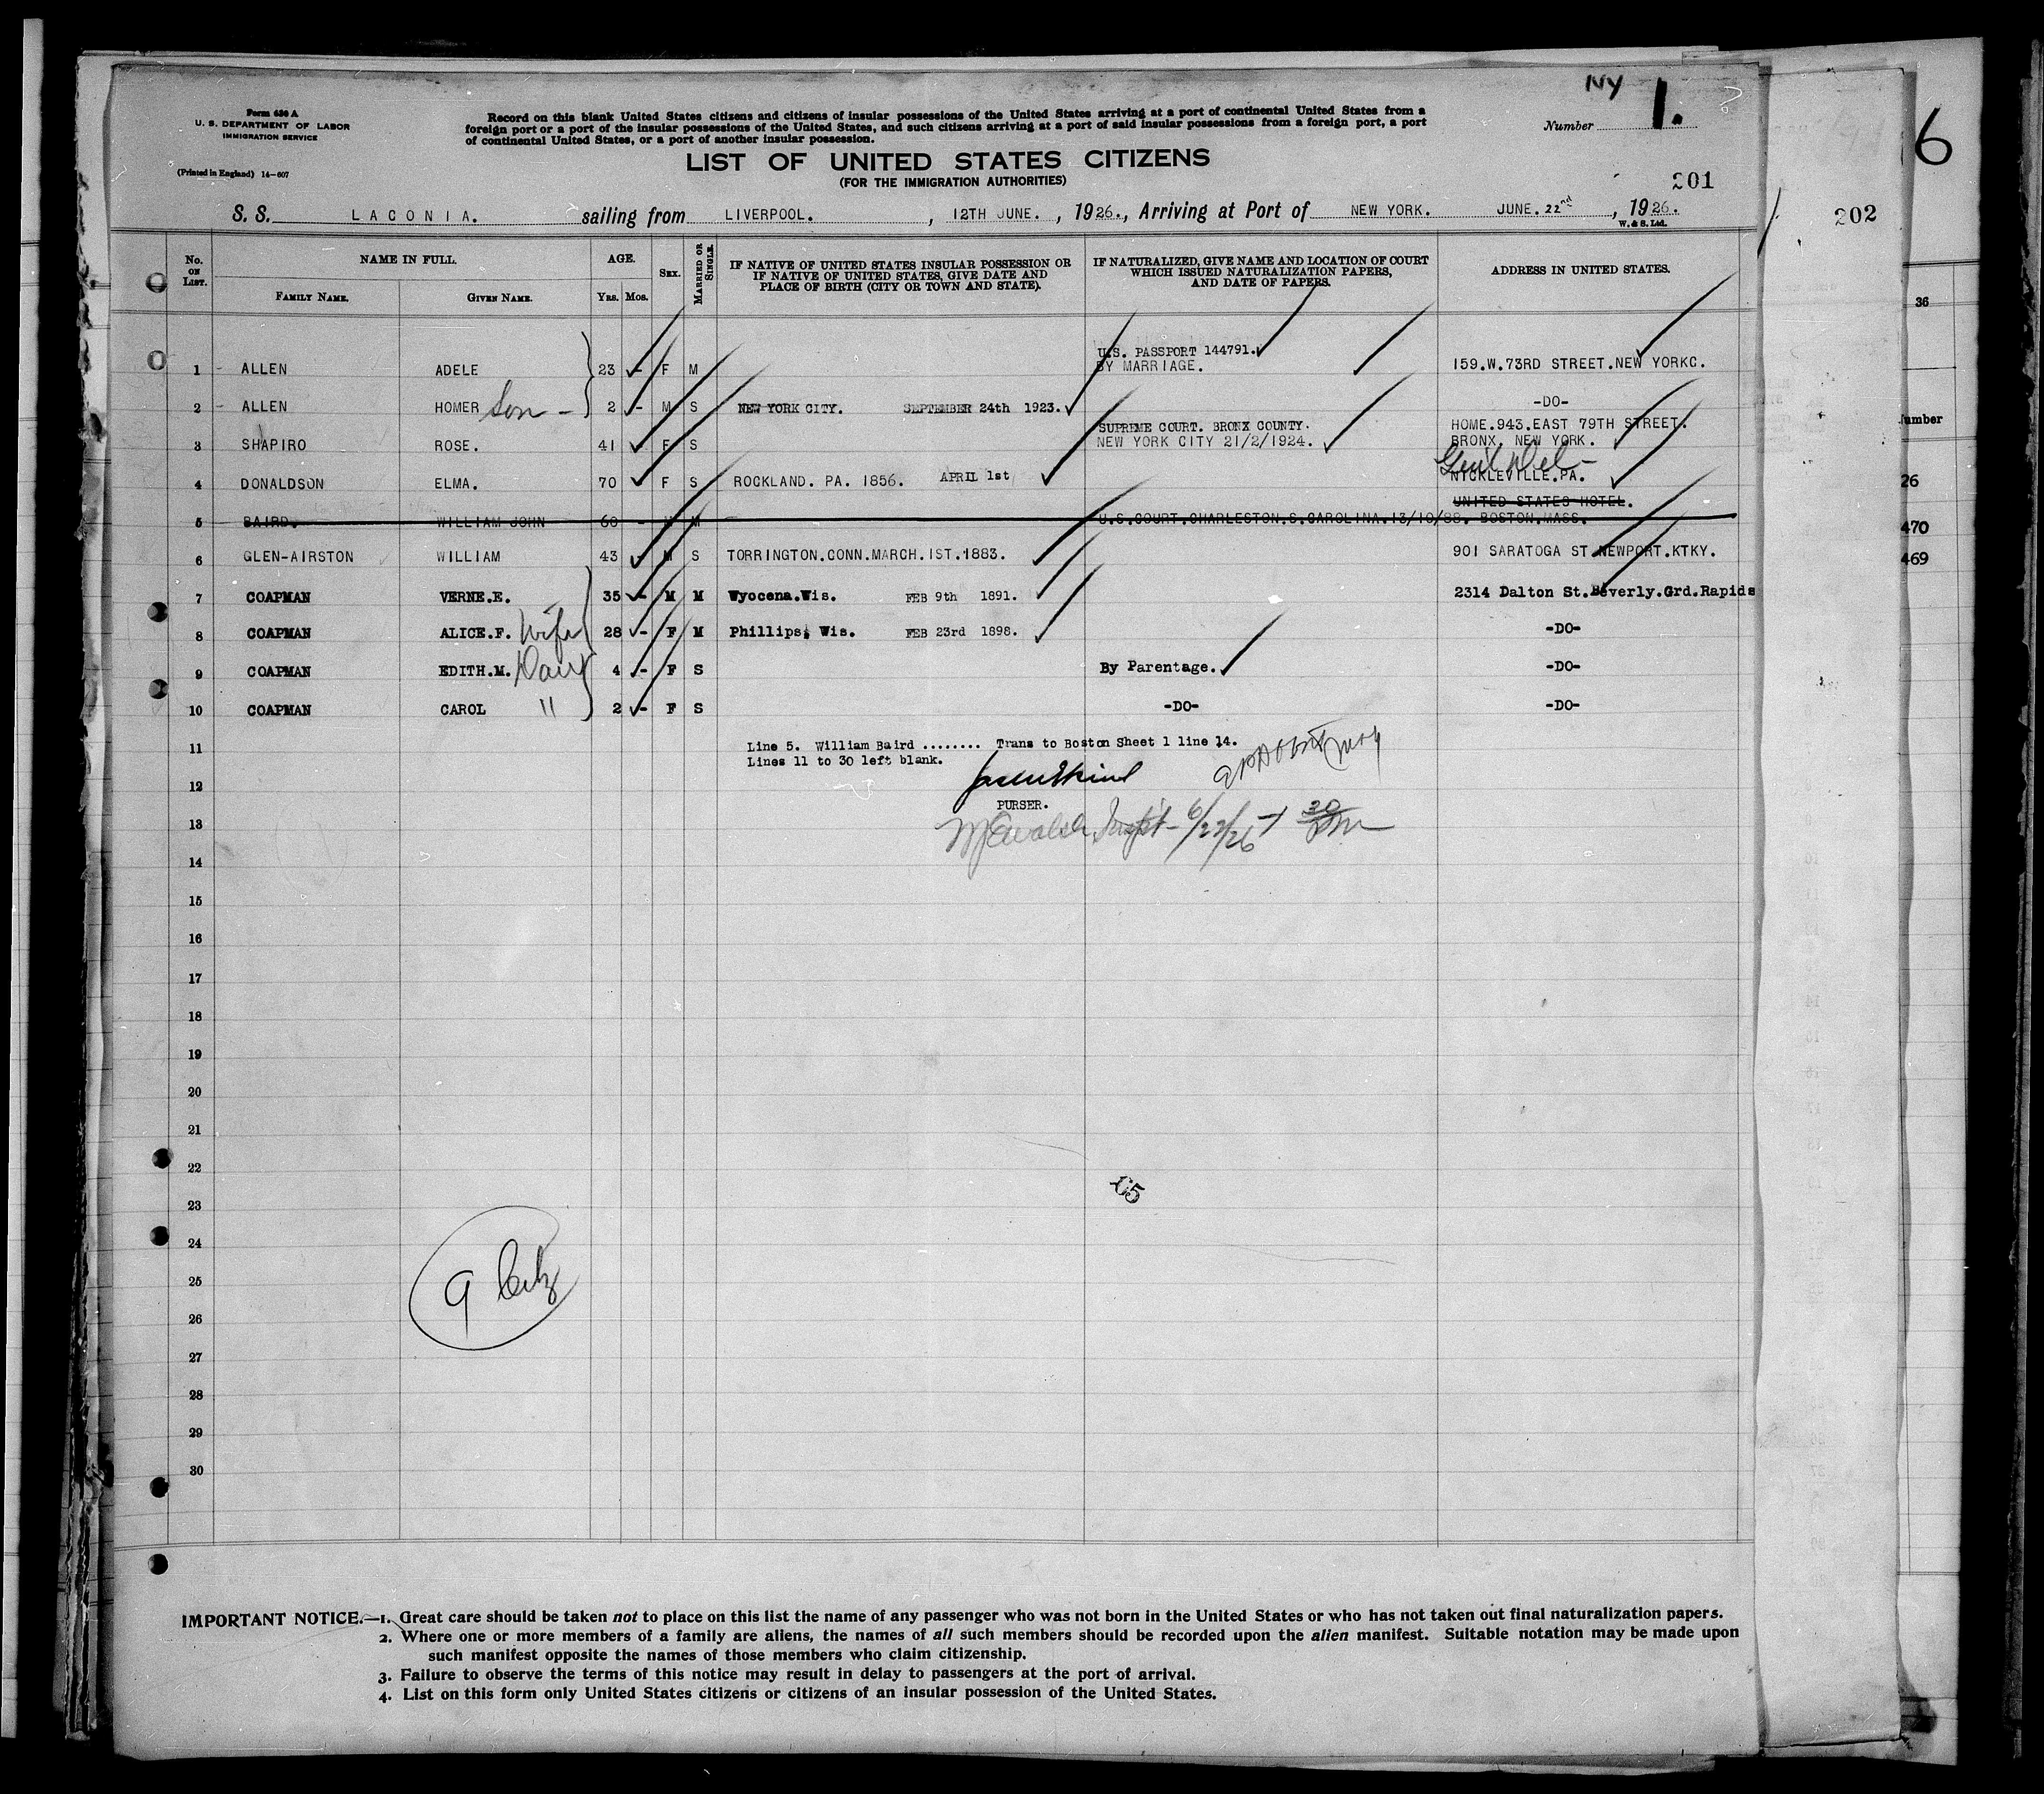 NY
1.
Form 630 A
U. S. DEPARTMENT OF LABOR
IMMIGRATION SERVICE
(Printed in England) 14-607
Record on this blank United States citizens and citizens of insular possessions of the United States arriving at a port of continental United States from a
foreign port or a port of the insular possessions of the United States, and such citizens arriving at a port of said insular possessions from a foreign port, a port
of continental United States, or a port of another insular possession.
Number
LIST OF UNITED STATES CITIZENS
(FOR THE IMMIGRATION AUTHORITIES)
201
S. S. LACONIA. sailing from LIVERPOOL. , 12TH JUNE. , 1926., Arriving at Port of NEW YORK. JUNE. 22nd , 1926.
W. & S. Ltd.
No. ON LIST. NAME IN FULL. AGE. SEX. MARRIED OR SINGLE. IF NATIVE OF UNITED STATES INSULAR POSSESSION OR IF NATIVE OF UNITED STATES, GIVE DATE AND PLACE OF BIRTH (CITY OR TOWN AND STATE). IF NATURALIZED, GIVE NAME AND LOCATION OF COURT WHICH ISSUED NATURALIZATION PAPERS, AND DATE OF PAPERS. ADDRESS IN UNITED STATES.
FAMILY NAME. GIVEN NAME. YRS. MOS.
1 - ALLEN ADELE 23 - F M U.S. PASSPORT 144791. BY MARRIAGE. 159.W.73RD STREET.NEW YORKC.
2 - ALLEN HOMER Son - 2 - M S NEW YORK CITY. SEPTEMBER 24th 1923. -DO-
3 SHAPIRO ROSE. 41 F S SUPREME COURT. BRONX COUNTY. NEW YORK CITY 21/2/1924. HOME.943.EAST 79TH STREET. BRONX, NEW YORK.
4 DONALDSON ELMA. 70 F S ROCKLAND. PA. 1856. APRIL 1st NICKLEVILLE.PA.
5 BAIRD. WILLIAM JOHN 60 - M M U.S.COURT.CHARLESTON.S.CAROLINA.13/10/88. UNITED STATES HOTEL. BOSTON.MASS.
6 GLEN-AIRSTON WILLIAM 43 - M S TORRINGTON.CONN.MARCH.1ST.1883. 901 SARATOGA ST.NEWPORT.KTKY.
7 COAPMAN VERNE.E. 35 - M M Wyocena.Wis. FEB 9th 1891. 2314 Dalton St.Beverly.Grd.Rapids
8 COAPMAN ALICE.F. Wife 28 - F M Phillips, Wis. FEB 23rd 1898. -DO-
9 COAPMAN EDITH.M. Dau 4 - F S By Parentage. -DO-
10 COAPMAN CAROL " 2 - F S -DO- -DO-
11 Line 5. William Baird ........ Trans to Boston Sheet 1 line 14.
Lines 11 to 30 left blank.
12
PURSER.
13 6/22/26
14
15
16
17
18
19
20
21
22
65
23
24
25
9 Citz
26
27
28
29
30
IMPORTANT NOTICE.—1. Great care should be taken not to place on this list the name of any passenger who was not born in the United States or who has not taken out final naturalization papers.
2. Where one or more members of a family are aliens, the names of all such members should be recorded upon the alien manifest. Suitable notation may be made upon
such manifest opposite the names of those members who claim citizenship.
3. Failure to observe the terms of this notice may result in delay to passengers at the port of arrival.
4. List on this form only United States citizens or citizens of an insular possession of the United States.
202
6
36
umber
26
470
469